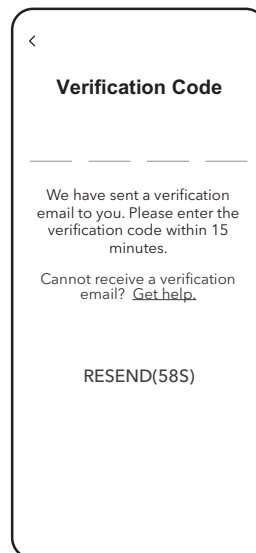 Verification Code
We have sent a verification
email to you. Please enter the
verification code within 15
minutes.
Cannot receive a verification
email? Get help.
RESEND(58S)